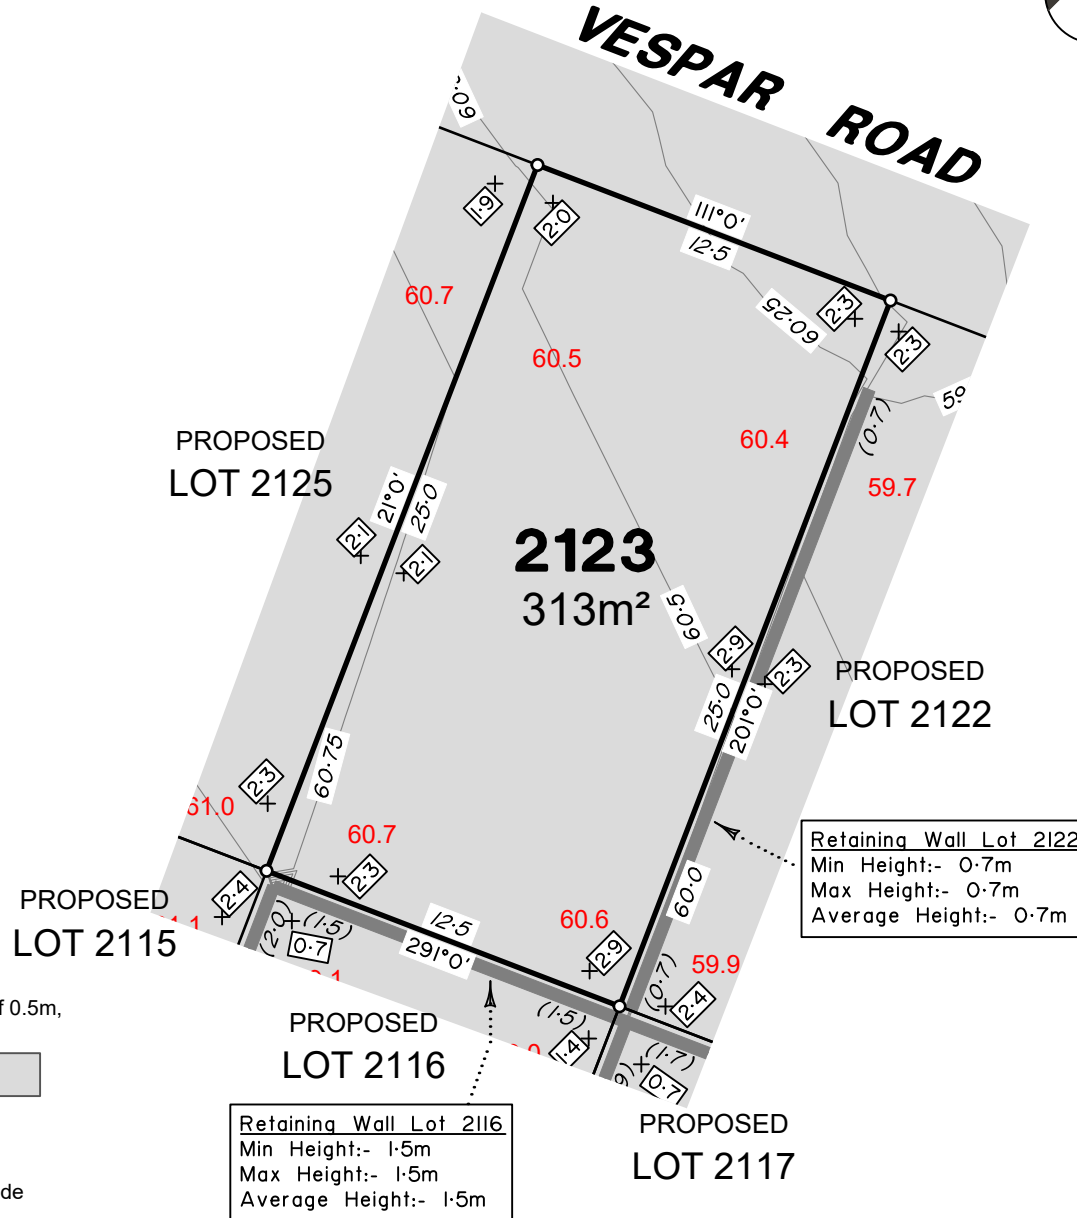 VESPAR ROAD
111°0'
12·5
1·9
2·0
60·25
2·3
2·3
60.7
60.5
60.4
59.7
(0·7)
PROPOSED
LOT 2125
21°0'
25·0
2·1
2·1
2123
313m²
60·5
2·9
2·3
25·0
201°0'
PROPOSED
LOT 2122
60·75
2·3
61.0
60.7
2·3
2·4
PROPOSED
LOT 2115
(2·0)
(1·5)
0·7
12·5
291°0'
60.6
2·9
60·0
59.9
(0·7)
2·4
Retaining Wall Lot 2122
Min Height:- 0·7m
Max Height:- 0·7m
Average Height:- 0·7m
(1·5)
1·4
(1·7)
0·7
f 0.5m,
PROPOSED
LOT 2116
Retaining Wall Lot 2116
Min Height:- 1·5m
Max Height:- 1·5m
Average Height:- 1·5m
PROPOSED
LOT 2117
de